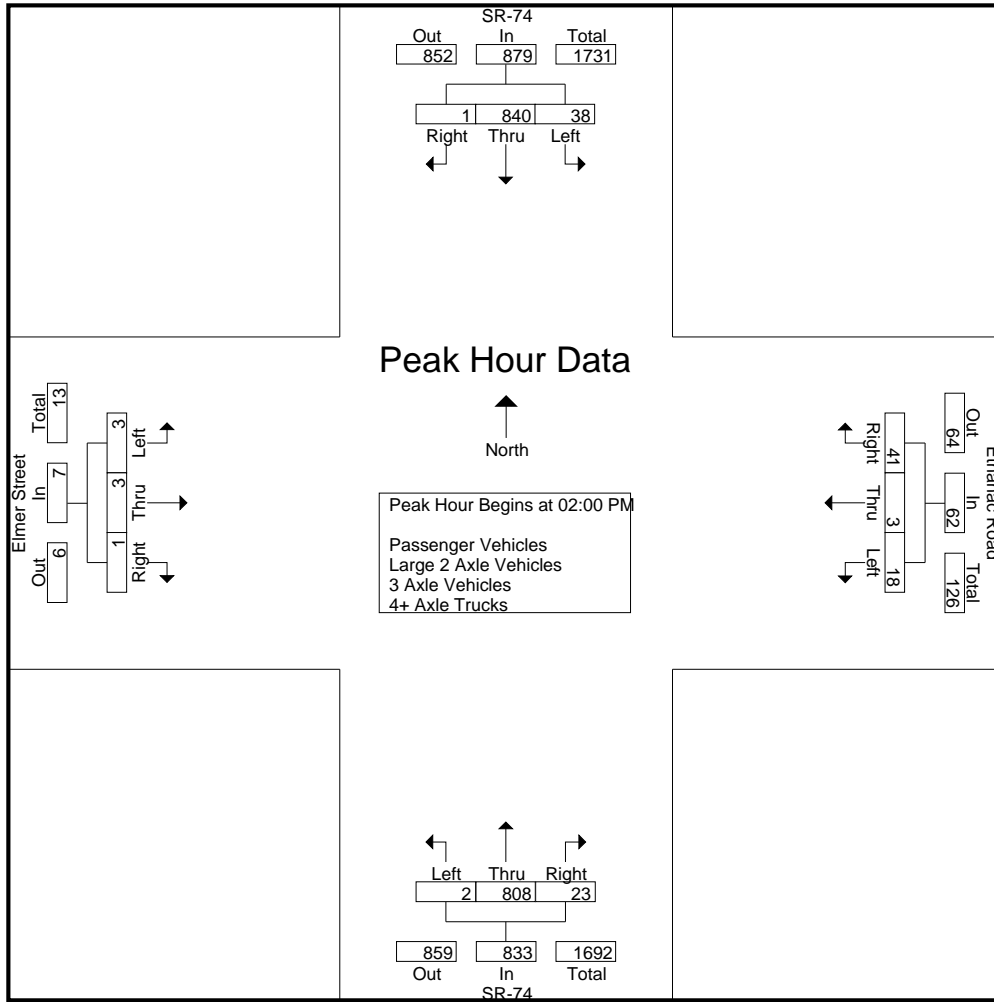 SR-74
Out In Total
852 879 1731
1 840 38
Right Thru Left
Peak Hour Data
North
Peak Hour Begins at 02:00 PM
Passenger Vehicles
Large 2 Axle Vehicles
3 Axle Vehicles
4+ Axle Trucks
Elmer Street
Out In Total
6 7 13
Left Thru Right
3 3 1
Right Thru Left
41 3 18
Out In Total
64 62 126
Road
Left Thru Right
2 808 23
859 833 1692
Out In Total
SR-74